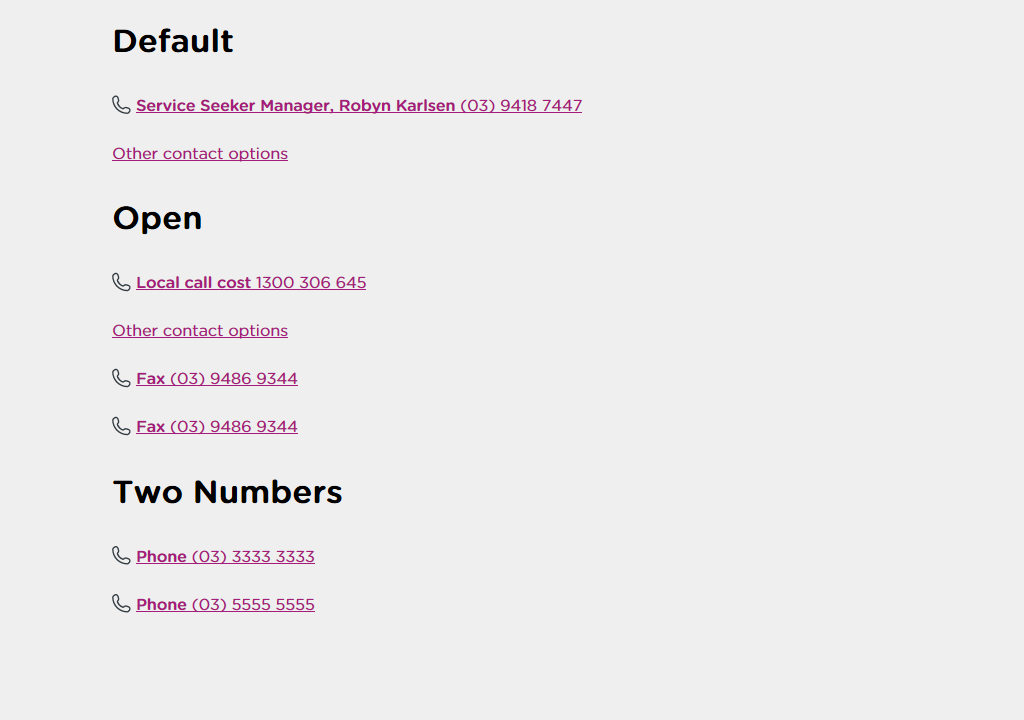 Default
Service Seeker Manager, Robyn Karlsen (03) 9418 7447
Other contact options
Open
Local call cost 1300 306 645
Other contact options
Fax (03) 9486 9344
Fax (03) 9486 9344
Two Numbers
Phone (03) 3333 3333
Phone (03) 5555 5555